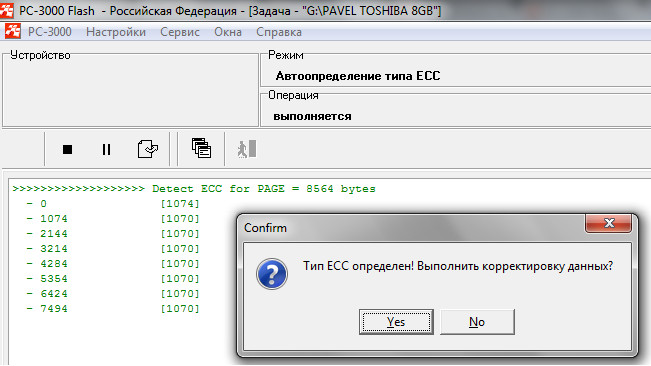 PC-3000 Flash - Российская Федерация - [Задача - "G:\PAVEL TOSHIBA 8GB"]
PC-3000 Настройки Сервис Окна Справка
Устройство
Режим
Автоопределение типа ECC
Операция
выполняется
>>>>>>>>>>>>>>>>>>> Detect ECC for PAGE = 8564 bytes
- 0 [1074]
- 1074 [1070]
- 2144 [1070]
- 3214 [1070]
- 4284 [1070]
- 5354 [1070]
- 6424 [1070]
- 7494 [1070]
Confirm
Тип ECC определен! Выполнить корректировку данных?
Yes No